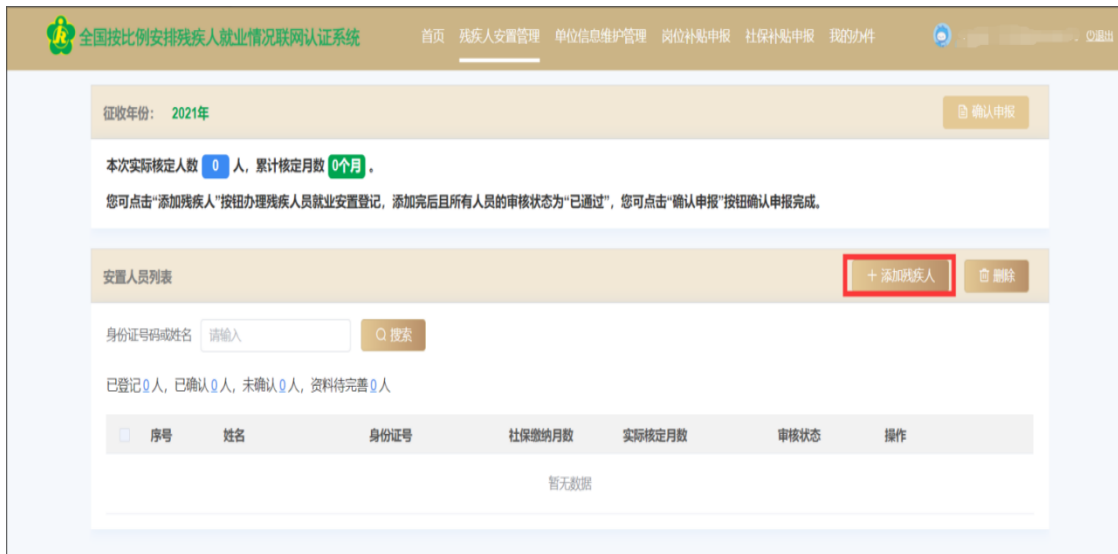 全国按比例安排残疾人就业情况联网认证系统 首页 残疾人安置管理 单位信息维护管理 岗位补贴申报 社保补贴申报 我的办件 退出
征收年份： 2021年 确认申报
本次实际核定人数 0 人，累计核定月数 0个月 。
您可点击“添加残疾人”按钮办理残疾人员就业安置登记，添加完后且所有人员的审核状态为“已通过”，您可点击“确认申报”按钮确认申报完成。
安置人员列表 + 添加残疾人 删除
身份证号码或姓名 请输入 搜索
已登记0人，已确认0人，未确认0人，资料待完善0人
序号 姓名 身份证号 社保缴纳月数 实际核定月数 审核状态 操作
暂无数据